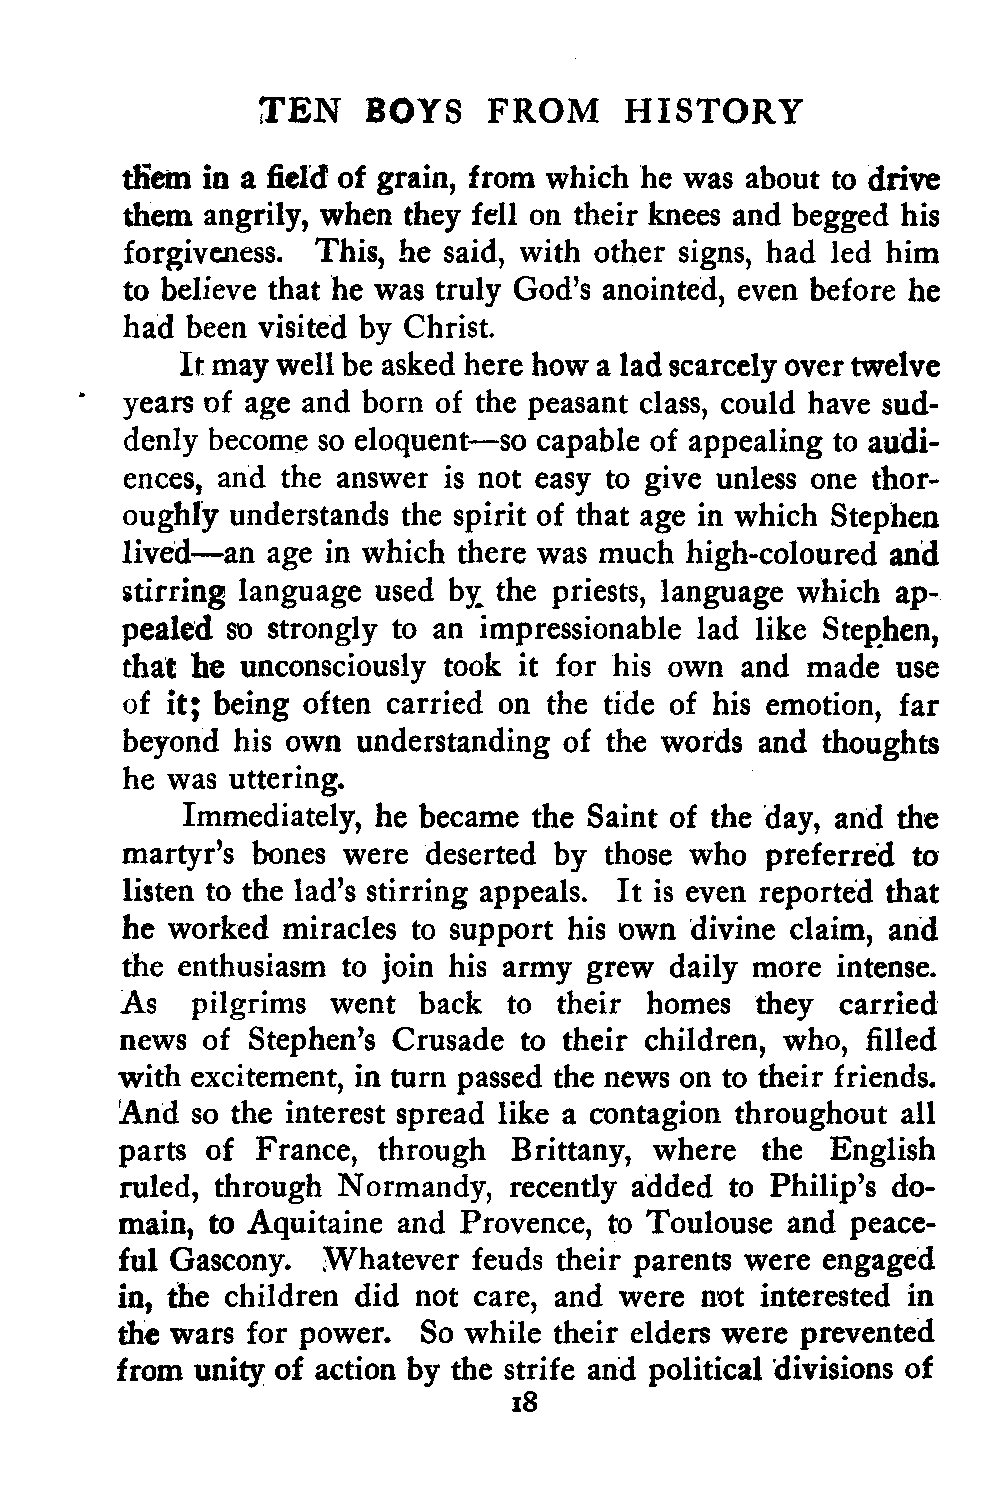 TEN BOYS FROM HISTORY
them in a field of grain, from which he was about to drive
them angrily, when they fell on their knees and begged his
forgiveness. This, he said, with other signs, had led him
to believe that he was truly God's anointed, even before he
had been visited by Christ.
It may well be asked here how a lad scarcely over twelve
years of age and born of the peasant class, could have sud-
denly become so eloquent—so capable of appealing to audi-
ences, and the answer is not easy to give unless one thor-
oughly understands the spirit of that age in which Stephen
lived—an age in which there was much high-coloured and
stirring language used by the priests, language which ap-
pealed so strongly to an impressionable lad like Stephen,
that he unconsciously took it for his own and made use
of it; being often carried on the tide of his emotion, far
beyond his own understanding of the words and thoughts
he was uttering.
Immediately, he became the Saint of the day, and the
martyr's bones were deserted by those who preferred to
listen to the lad's stirring appeals. It is even reported that
he worked miracles to support his own divine claim, and
the enthusiasm to join his army grew daily more intense.
As pilgrims went back to their homes they carried
news of Stephen's Crusade to their children, who, filled
with excitement, in turn passed the news on to their friends.
And so the interest spread like a contagion throughout all
parts of France, through Brittany, where the English
ruled, through Normandy, recently added to Philip's do-
main, to Aquitaine and Provence, to Toulouse and peace-
ful Gascony. Whatever feuds their parents were engaged
in, the children did not care, and were not interested in
the wars for power. So while their elders were prevented
from unity of action by the strife and political divisions of
18